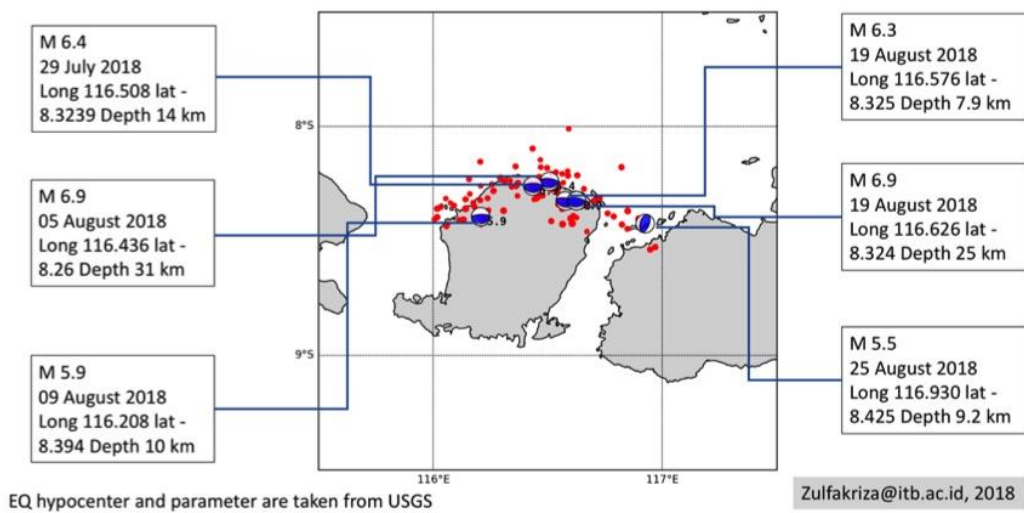 M 6.4
29 July 2018
Long 116.508 lat -
8.3239 Depth 14 km
M 6.9
05 August 2018
Long 116.436 lat -
8.26 Depth 31 km
M 5.9
09 August 2018
Long 116.208 lat -
8.394 Depth 10 km
8°S
9°S
116°E
117°E
5.9
M 6.3
19 August 2018
Long 116.576 lat -
8.325 Depth 7.9 km
M 6.9
19 August 2018
Long 116.626 lat -
8.324 Depth 25 km
M 5.5
25 August 2018
Long 116.930 lat -
8.425 Depth 9.2 km
EQ hypocenter and parameter are taken from USGS
Zulfakriza@itb.ac.id, 2018